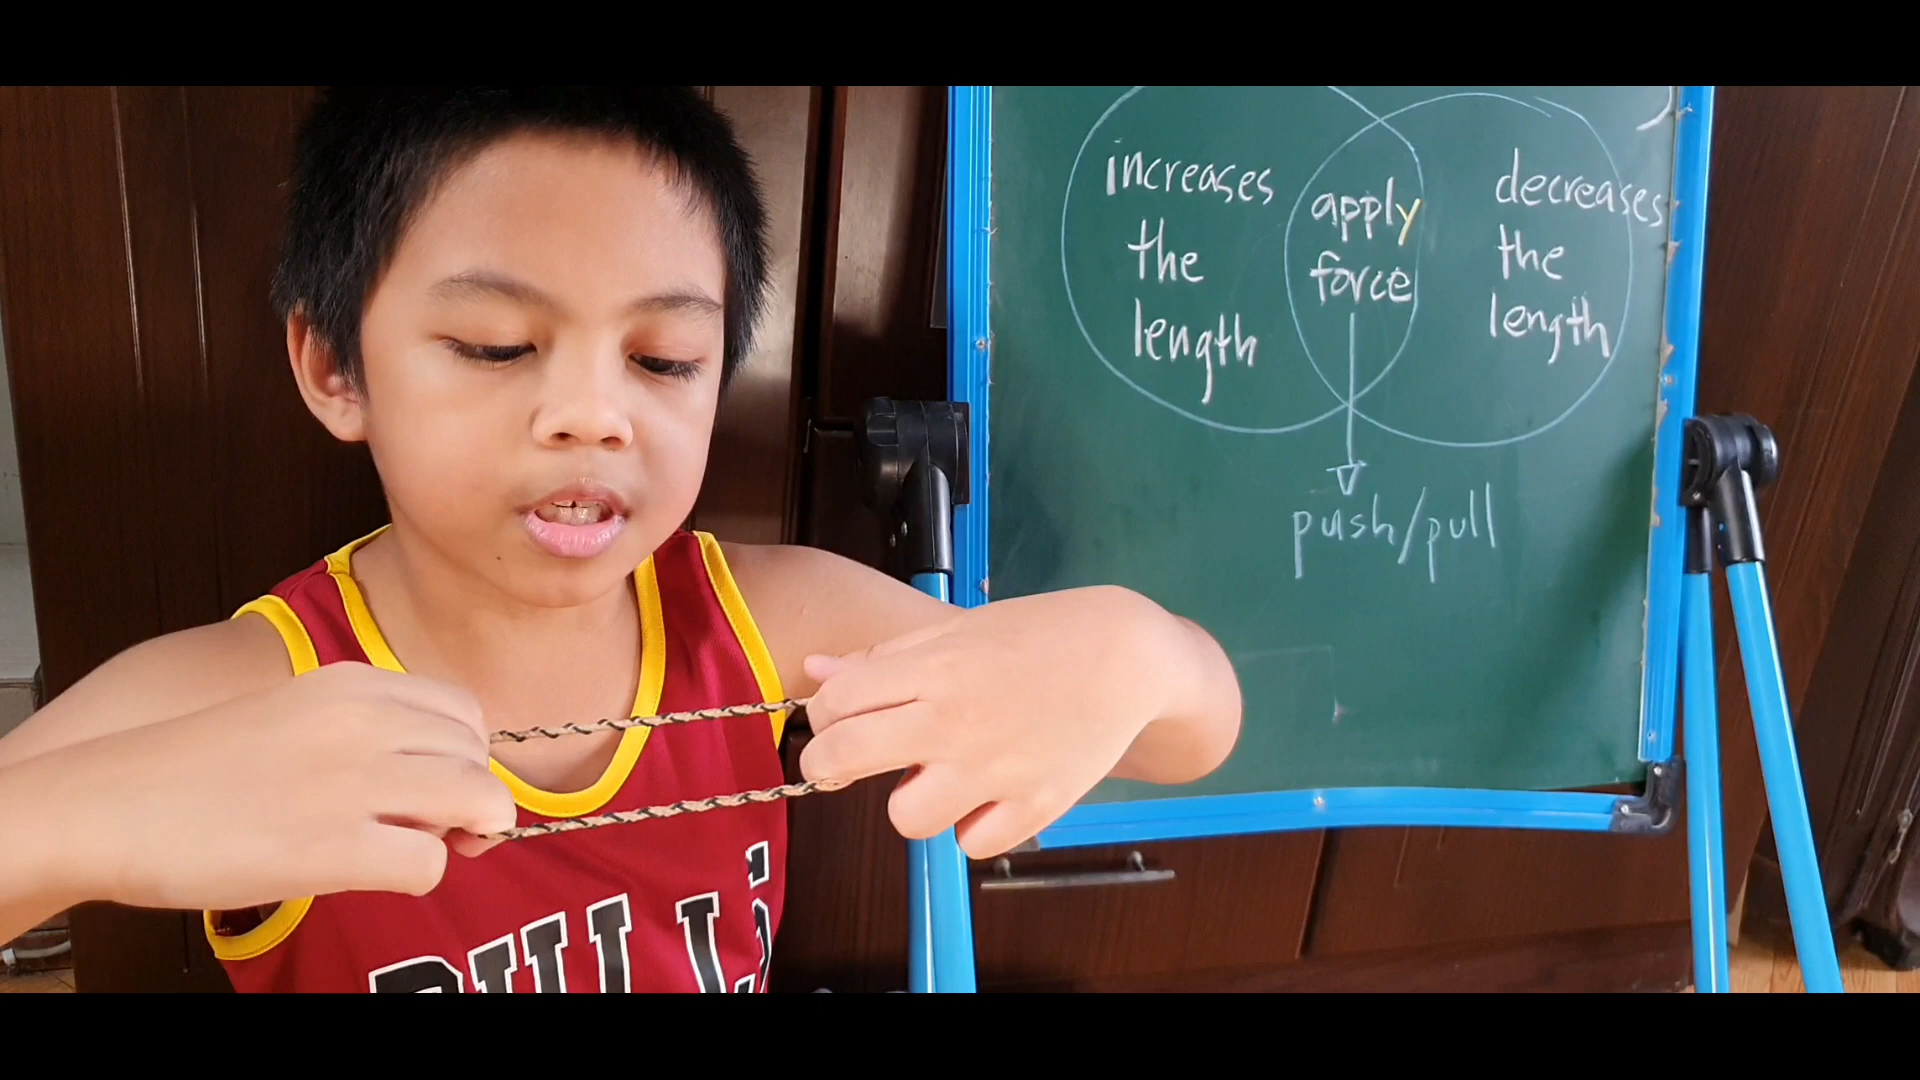 increases
the
length
apply
force
decreases
the
length
push/pull